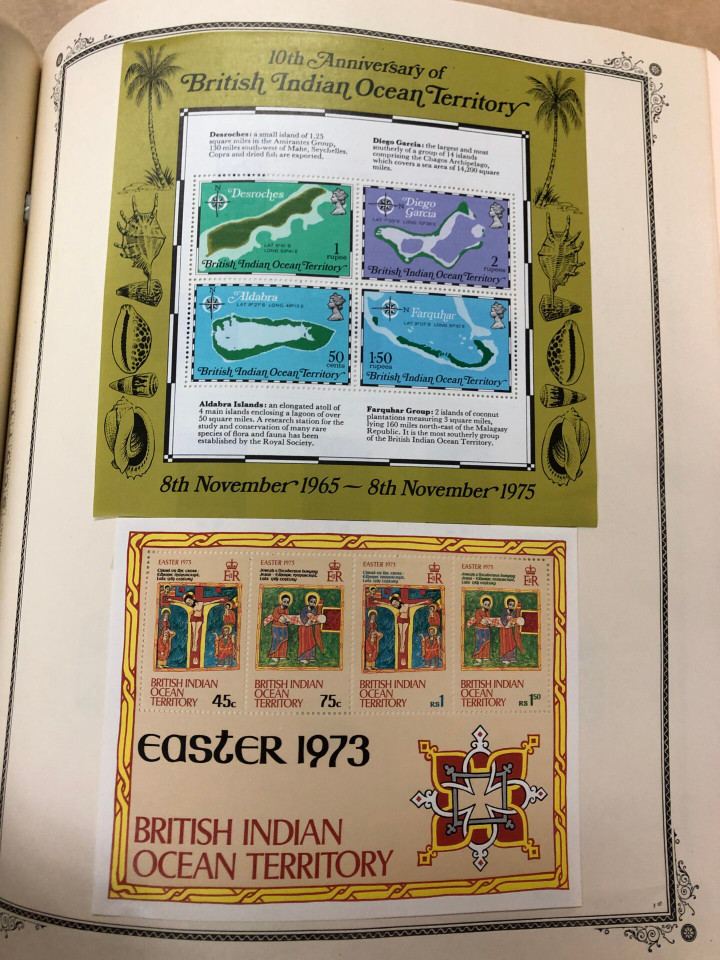 10th Anniversary of
British Indian Ocean Territory
Desroches: a small island of 1.25
square miles in the Amirantes Group,
130 miles south-west of Mahe, Seychelles.
Copra and dried fish are exported.
Diego Garcia: the largest and most
southerly of a group of 14 islands
comprising the Chagos Archipelago,
which covers a sea area of 14,200 square
miles.
Desroches
N
1
rupee
British Indian Ocean Territory
Diego
Garcia
N
2
rupees
British Indian Ocean Territory
Aldabra
N
50
cents
British Indian Ocean Territory
Farquhar
N
1·50
rupees
British Indian Ocean Territory
Aldabra Islands: an elongated atoll of
4 main islands enclosing a lagoon of over
50 square miles. A research station for the
study and conservation of many rare
species of flora and fauna has been
established by the Royal Society.
Farquhar Group: 2 islands of coconut
plantations measuring 3 square miles,
lying 160 miles north-east of the Malagasy
Republic. It is the most southerly group
of the British Indian Ocean Territory.
8th November 1965 — 8th November 1975
EASTER 1973
E R
BRITISH INDIAN
OCEAN
TERRITORY
45c
EASTER 1973
E R
BRITISH INDIAN
OCEAN
TERRITORY
75c
EASTER 1973
E R
BRITISH INDIAN
OCEAN
TERRITORY
RS1
EASTER 1973
E R
BRITISH INDIAN
OCEAN
TERRITORY
RS1 50
EASTER 1973
BRITISH INDIAN
OCEAN TERRITORY